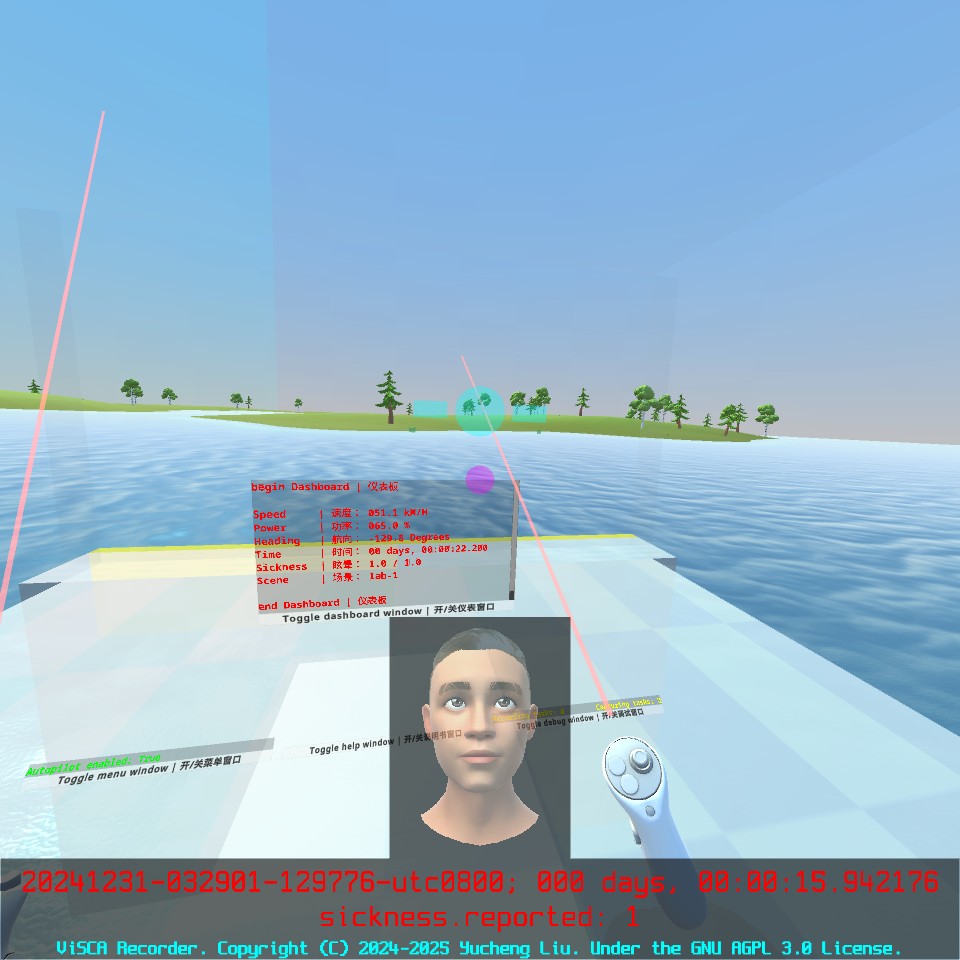 begin Dashboard | 仪表板
Speed | 速度： 051.1 kW/H
Power | 功率： 065.0 %
Heading | 航向： -129.8 Degrees
Time | 时间： 00 days, 00:00:22.200
Sickness | 眩晕： 1.0 / 1.0
Scene | 场景： lab-1
end Dashboard | 仪表板
Toggle dashboard window | 开/关仪表窗口
Autopilot enabled: True
Toggle menu window | 开/关菜单窗口
Toggle help window | 开/关说明书窗口
Toggle debug window | 开/关调试窗口
20241231-032901-129776-utc0800; 000 days, 00:00:15.942176
sickness.reported: 1
ViSCA Recorder. Copyright (C) 2024-2025 Yucheng Liu. Under the GNU AGPL 3.0 License.